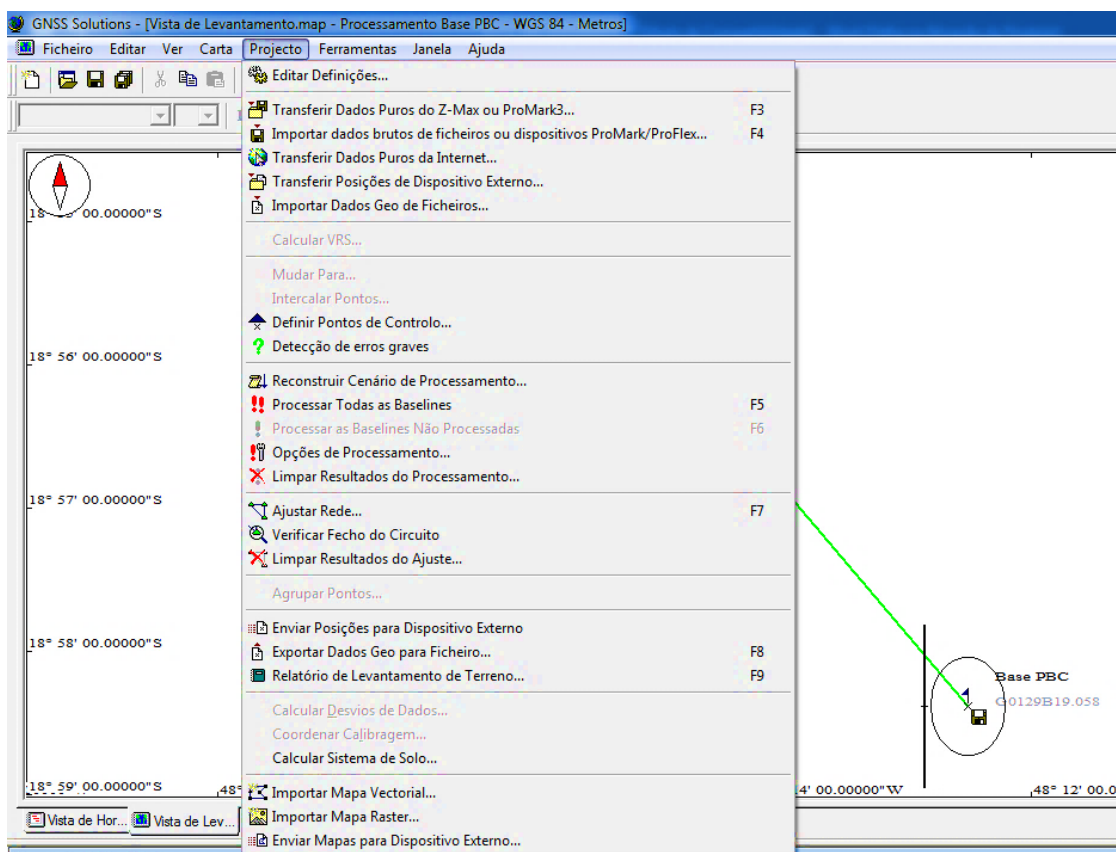 GNSS Solutions - [Vista de Levantamento.map - Processamento Base PBC - WGS 84 - Metros]
Ficheiro Editar Ver Carta Projecto Ferramentas Janela Ajuda
Editar Definições...
Transferir Dados Puros do Z-Max ou ProMark3... F3
Importar dados brutos de ficheiros ou dispositivos ProMark/ProFlex... F4
Transferir Dados Puros da Internet...
Transferir Posições de Dispositivo Externo...
Importar Dados Geo de Ficheiros...
Calcular VRS...
Mudar Para...
Intercalar Pontos...
Definir Pontos de Controlo...
Detecção de erros graves
Reconstruir Cenário de Processamento...
Processar Todas as Baselines F5
Processar as Baselines Não Processadas F6
Opções de Processamento...
Limpar Resultados do Processamento...
Ajustar Rede... F7
Verificar Fecho do Circuito
Limpar Resultados do Ajuste...
Agrupar Pontos...
Enviar Posições para Dispositivo Externo
Exportar Dados Geo para Ficheiro... F8
Relatório de Levantamento de Terreno... F9
Calcular Desvios de Dados...
Coordenar Calibragem...
Calcular Sistema de Solo...
Importar Mapa Vectorial...
Importar Mapa Raster...
Enviar Mapas para Dispositivo Externo...
00.00000"S
18° 56' 00.00000"S
18° 57' 00.00000"S
18° 58' 00.00000"S
18° 59' 00.00000"S
48°
4' 00.00000"W
48° 12' 00.0
Base PBC
G0129B19.058
Vista de Hor... Vista de Lev...